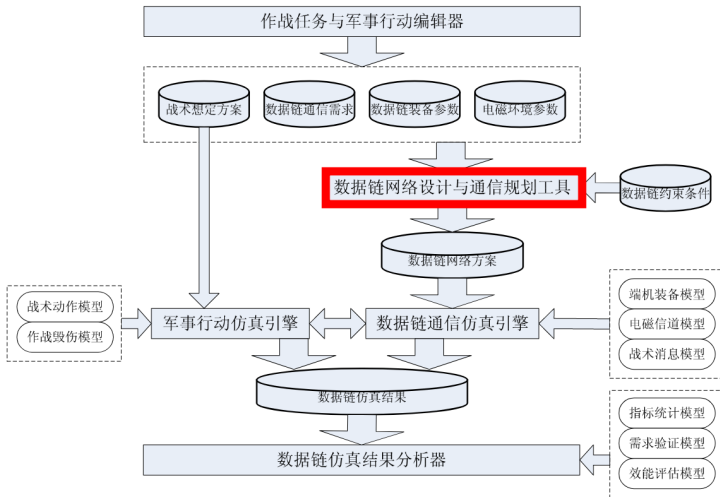 作战任务与军事行动编辑器
战术想定方案
数据链通信需求
数据链装备参数
电磁环境参数
数据链网络设计与通信规划工具
数据链约束条件
数据链网络方案
战术动作模型
作战毁伤模型
军事行动仿真引擎
数据链通信仿真引擎
端机装备模型
电磁信道模型
战术消息模型
数据链仿真结果
指标统计模型
需求验证模型
效能评估模型
数据链仿真结果分析器